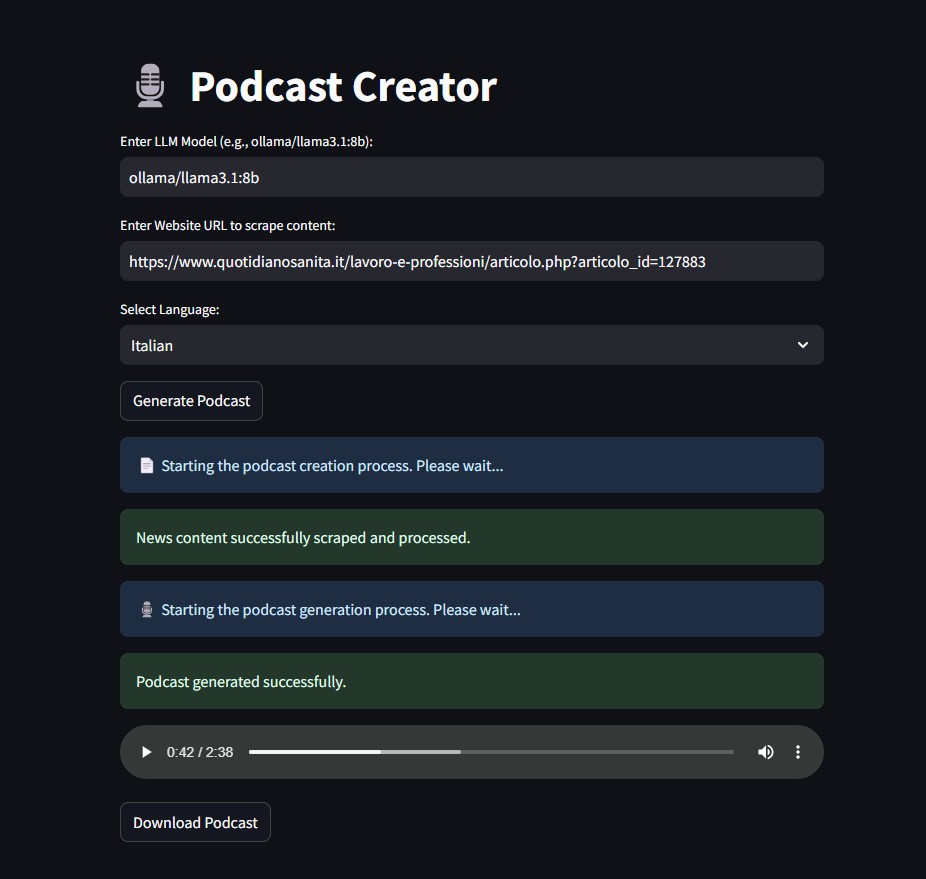 Podcast Creator
Enter LLM Model (e.g., ollama/llama3.1:8b):
ollama/llama3.1:8b
Enter Website URL to scrape content:
https://www.quotidianosanita.it/lavoro-e-professioni/articolo.php?articolo_id=127883
Select Language:
Italian
Generate Podcast
Starting the podcast creation process. Please wait...
News content successfully scraped and processed.
Starting the podcast generation process. Please wait...
Podcast generated successfully.
0:42 / 2:38
Download Podcast